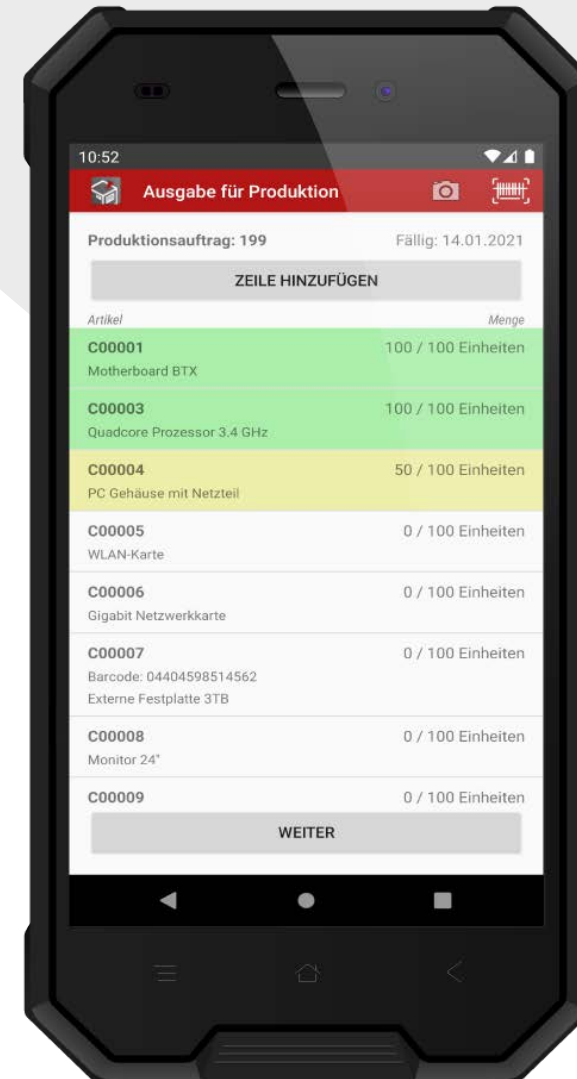 10:52
Ausgabe für Produktion
Produktionsauftrag: 199 Fällig: 14.01.2021
ZEILE HINZUFÜGEN
Artikel Menge
C00001 100 / 100 Einheiten
Motherboard BTX
C00003 100 / 100 Einheiten
Quadcore Prozessor 3.4 GHz
C00004 50 / 100 Einheiten
PC Gehäuse mit Netzteil
C00005 0 / 100 Einheiten
WLAN-Karte
C00006 0 / 100 Einheiten
Gigabit Netzwerkkarte
C00007 0 / 100 Einheiten
Barcode: 04404598514562
Externe Festplatte 3TB
C00008 0 / 100 Einheiten
Monitor 24"
C00009 0 / 100 Einheiten
WEITER